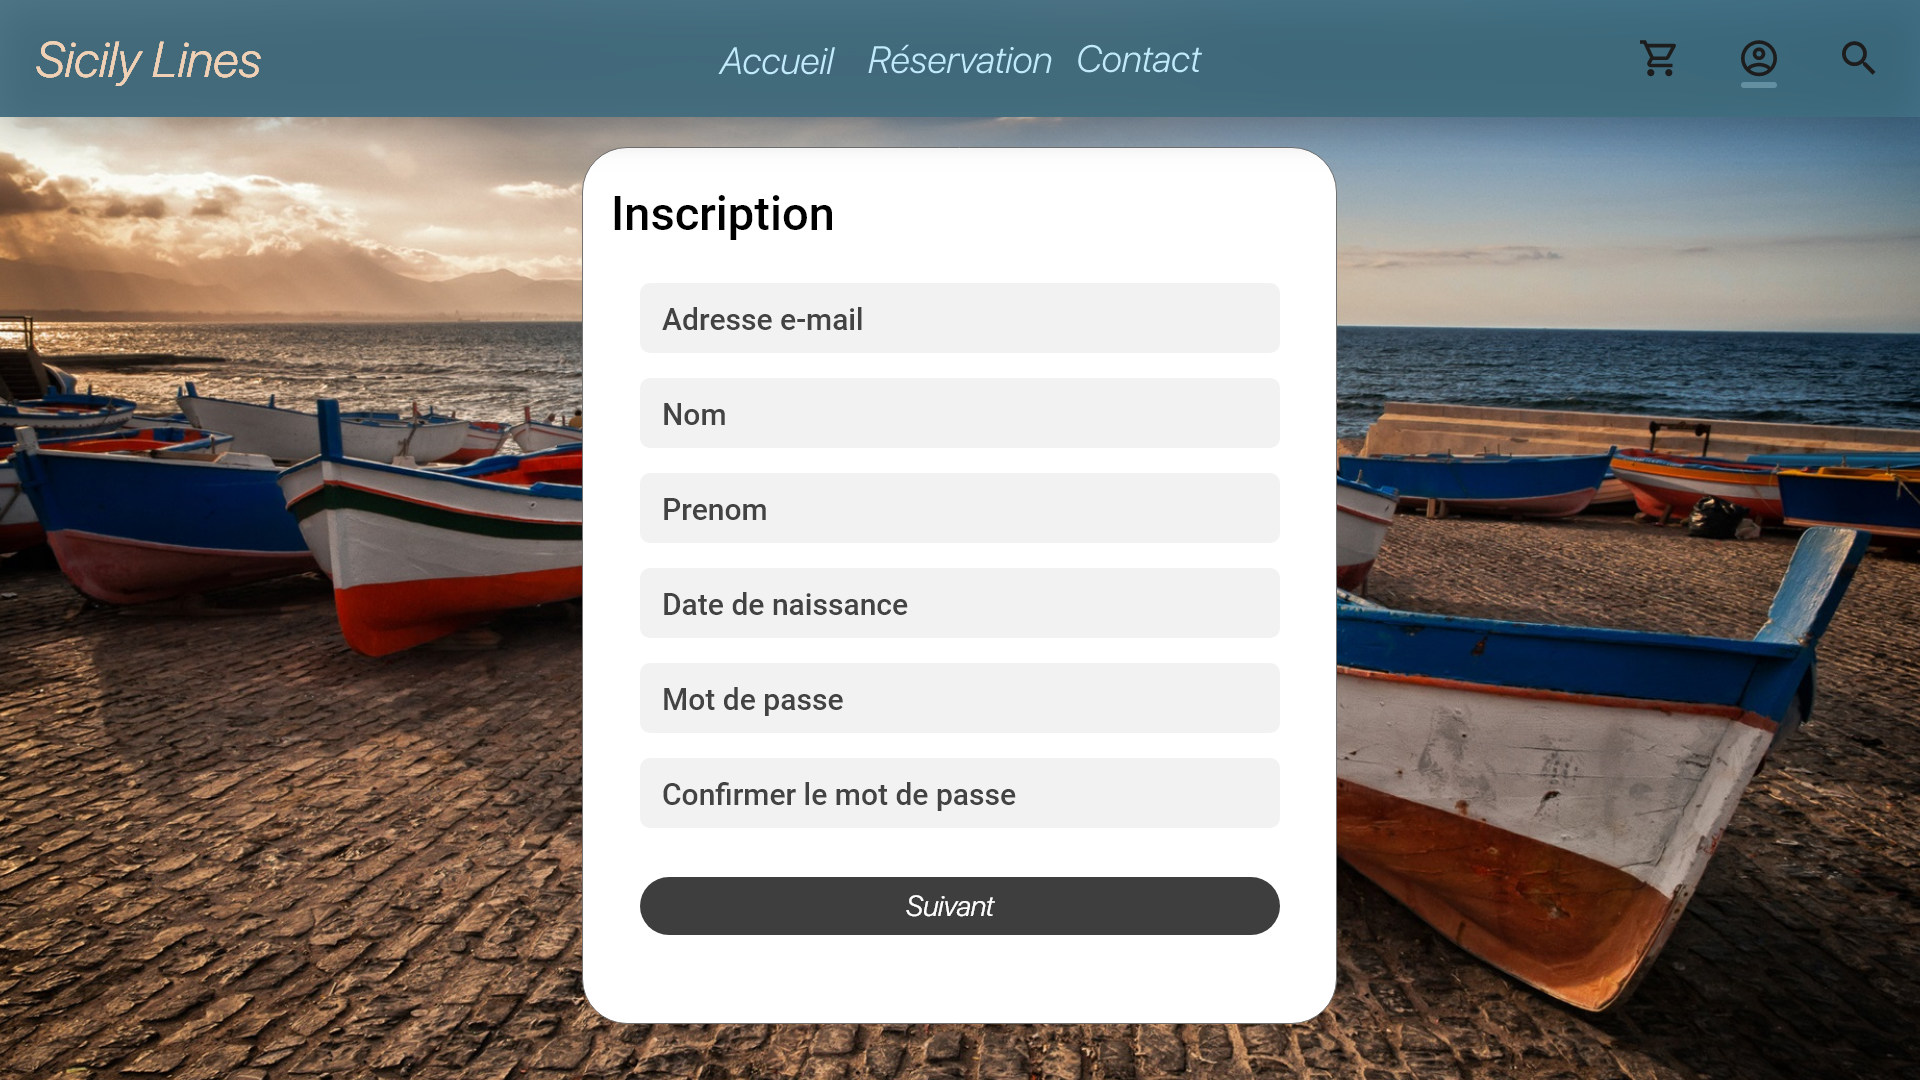 Sicily Lines
Accueil
Réservation
Contact
Inscription
Adresse e-mail
Nom
Prenom
Date de naissance
Mot de passe
Confirmer le mot de passe
Suivant